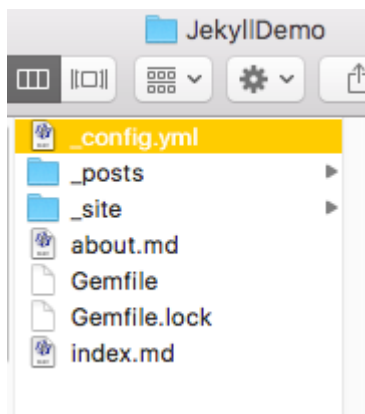 JekyllDemo
_config.yml
_posts
_site
about.md
Gemfile
Gemfile.lock
index.md